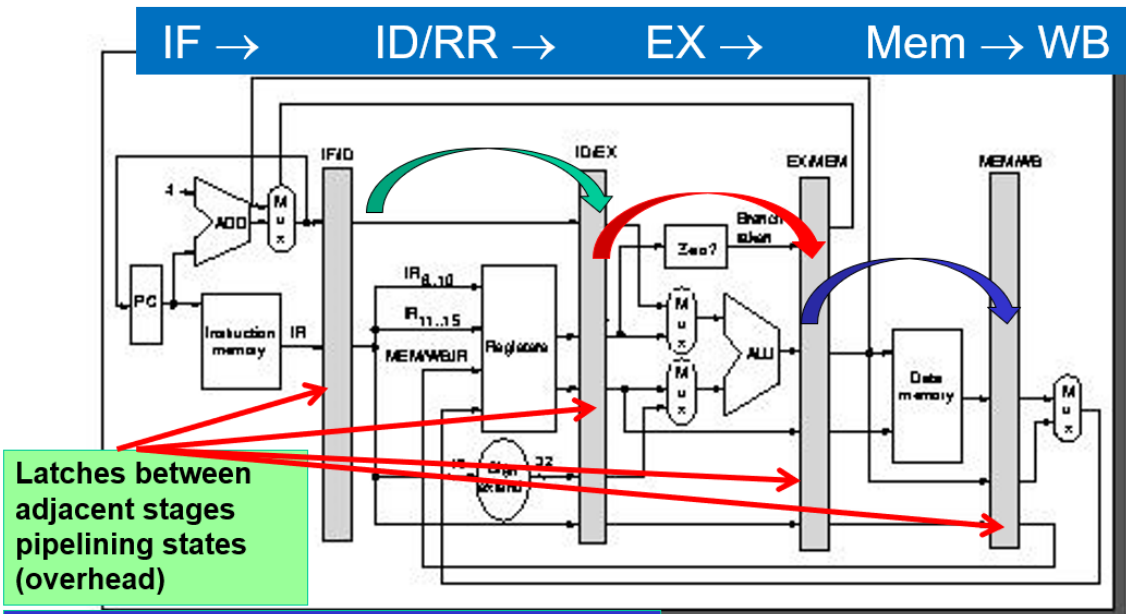 IF → ID/RR → EX → Mem → WB
IF/ID
ID/EX
EX/MEM
MEM/WB
4
ADD
M
u
x
Branch
taken
Zero?
PC
IR6..10
IR11..15
IR
MEM/WB.IR
Instruction
memory
Registers
M
u
x
ALU
M
u
x
Data
memory
M
u
x
16
Sign
extend
32
Latches between
adjacent stages
pipelining states
(overhead)